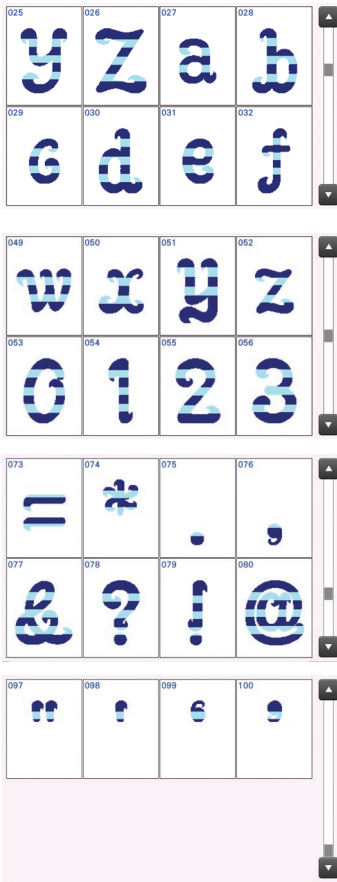 025 026 027 028
y z a b
029 030 031 032
c d e f
049 050 051 052
w x y z
053 054 055 056
0 1 2 3
073 074 075 076
= * . ,
077 078 079 080
& ? ! @
097 098 099 100
" ' ‘ ’